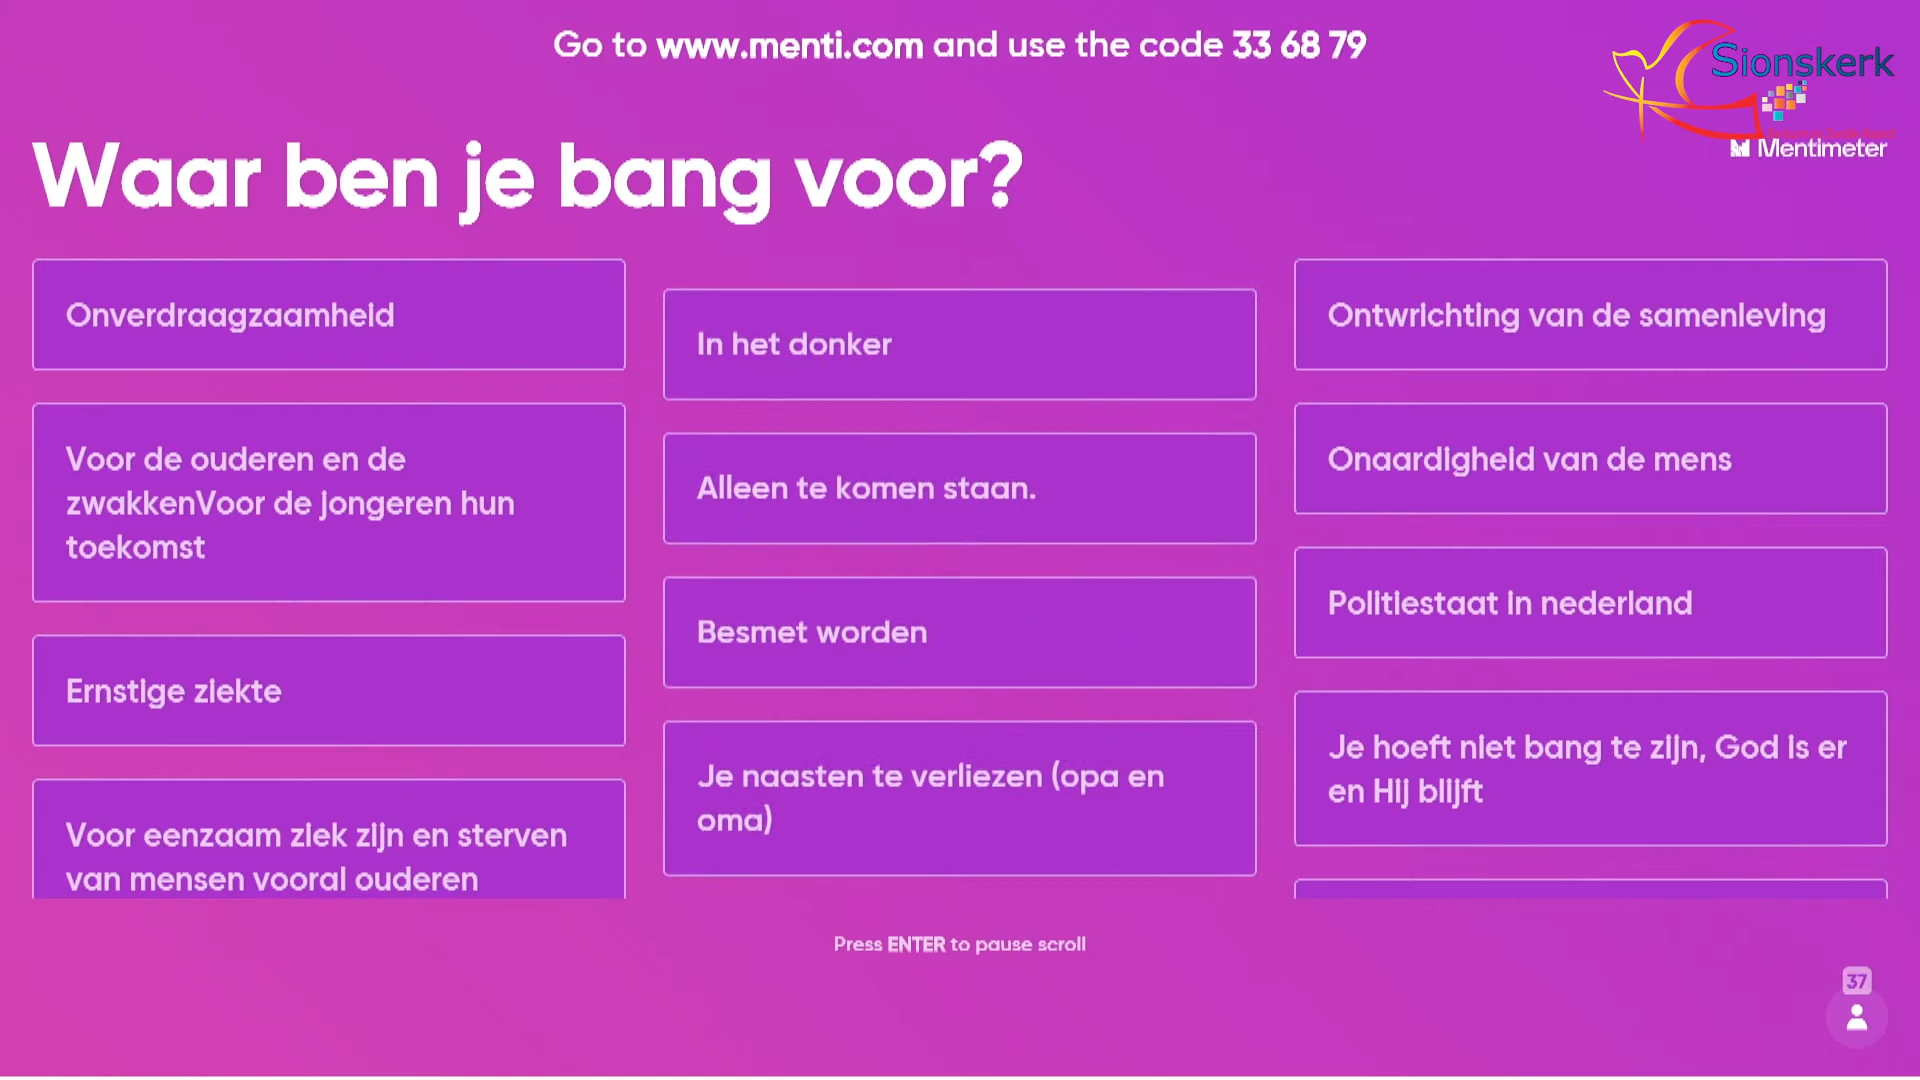 Go to www.menti.com and use the code 33 68 79
Sionskerk
Mentimeter
Waar ben je bang voor?
Onverdraagzaamheid
Voor de ouderen en de
zwakkenVoor de jongeren hun
toekomst
Ernstige ziekte
Voor eenzaam ziek zijn en sterven
van mensen vooral ouderen
In het donker
Alleen te komen staan.
Besmet worden
Je naasten te verliezen (opa en
oma)
Ontwrichting van de samenleving
Onaardigheid van de mens
Politiestaat in nederland
Je hoeft niet bang te zijn, God is er
en Hij blijft
Press ENTER to pause scroll
37